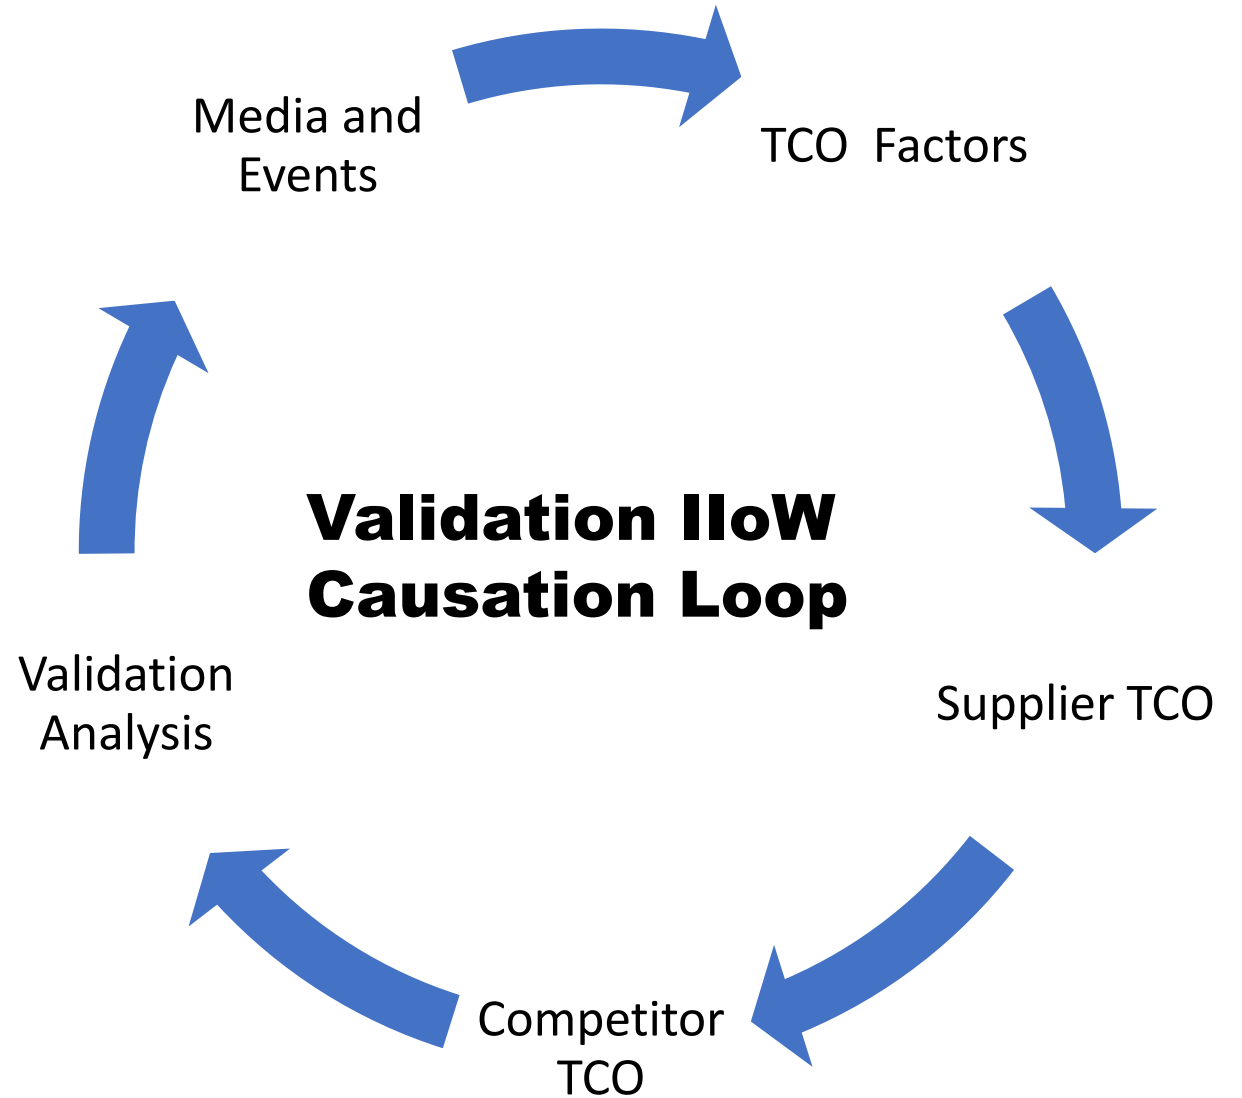 Media and
Events
TCO  Factors
Validation IIoW
Causation Loop
Validation
Analysis
Supplier TCO
Competitor
TCO